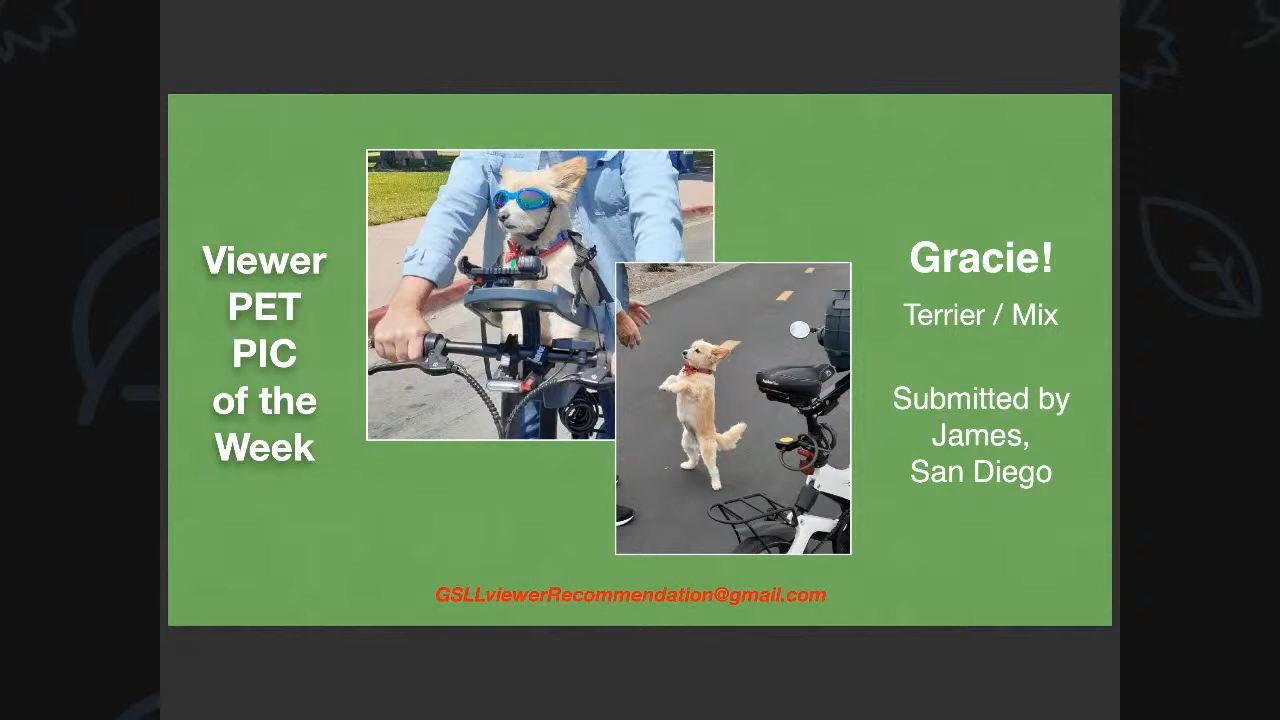 Viewer
PET
PIC
of the
Week
Gracie!
Terrier / Mix
Submitted by
James,
San Diego
GSLLviewerRecommendation@gmail.com